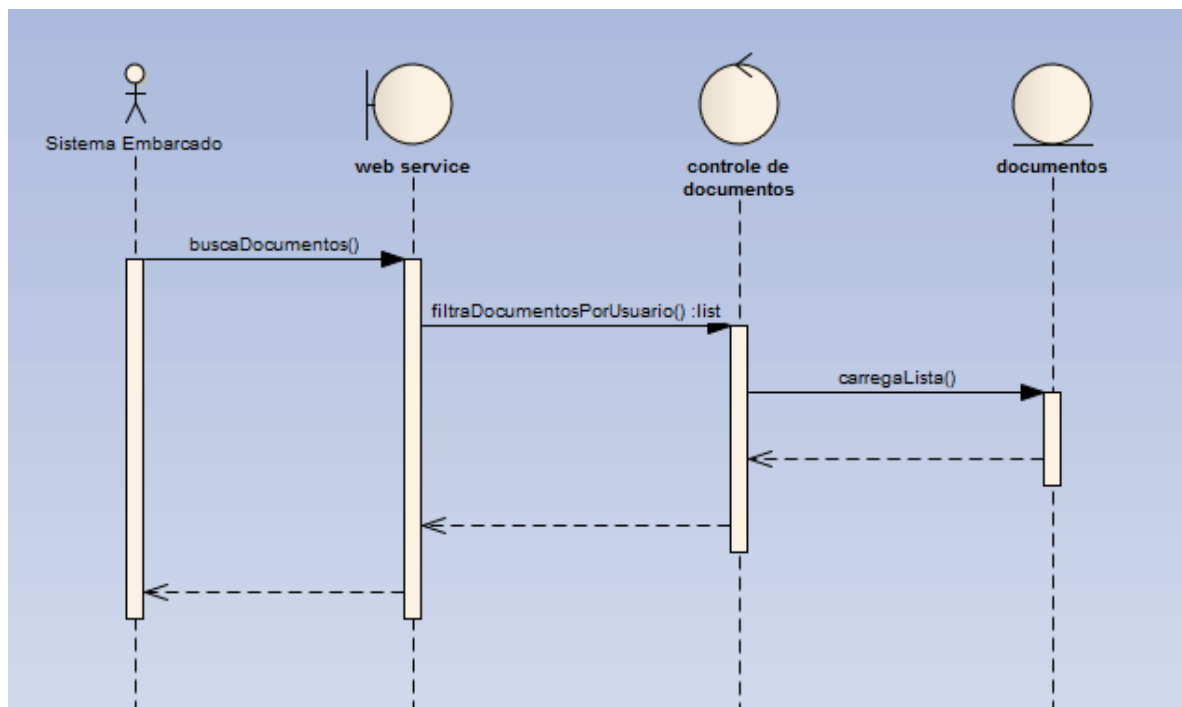 Sistema Embarcado
web service
controle de
documentos
documentos
buscaDocumentos()
filtraDocumentosPorUsuario() :list
carregaLista()